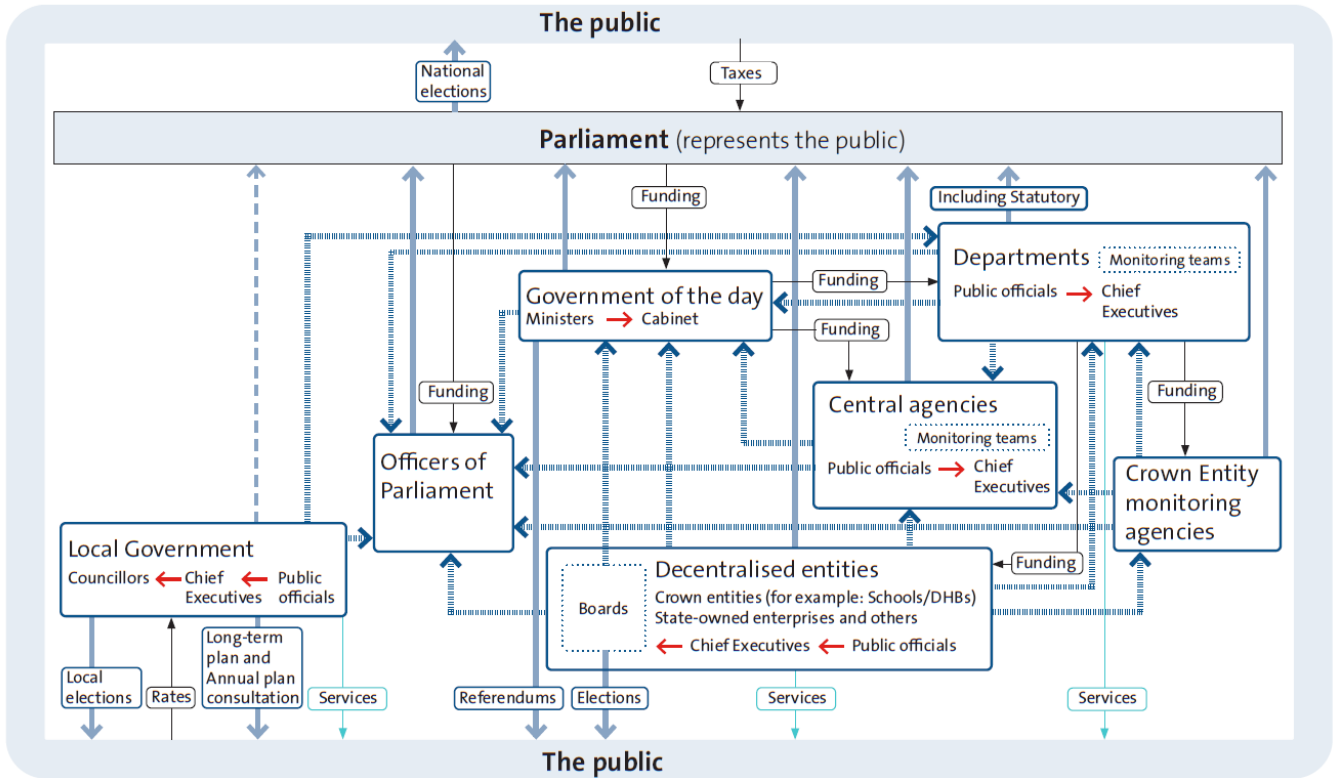 The public
National
elections
Taxes
Parliament (represents the public)
Funding
Including Statutory
Departments
Monitoring teams
Public officials
Chief
Executives
Government of the day
Ministers
Cabinet
Funding
Funding
Funding
Funding
Central agencies
Monitoring teams
Public officials
Chief
Executives
Officers of
Parliament
Crown Entity
monitoring
agencies
Local Government
Councillors
Chief
Executives
Public
officials
Funding
Decentralised entities
Boards
Crown entities (for example: Schools/DHBs)
State-owned enterprises and others
Chief Executives
Public officials
Local
elections
Rates
Long-term
plan and
Annual plan
consultation
Services
Referendums
Elections
Services
Services
The public